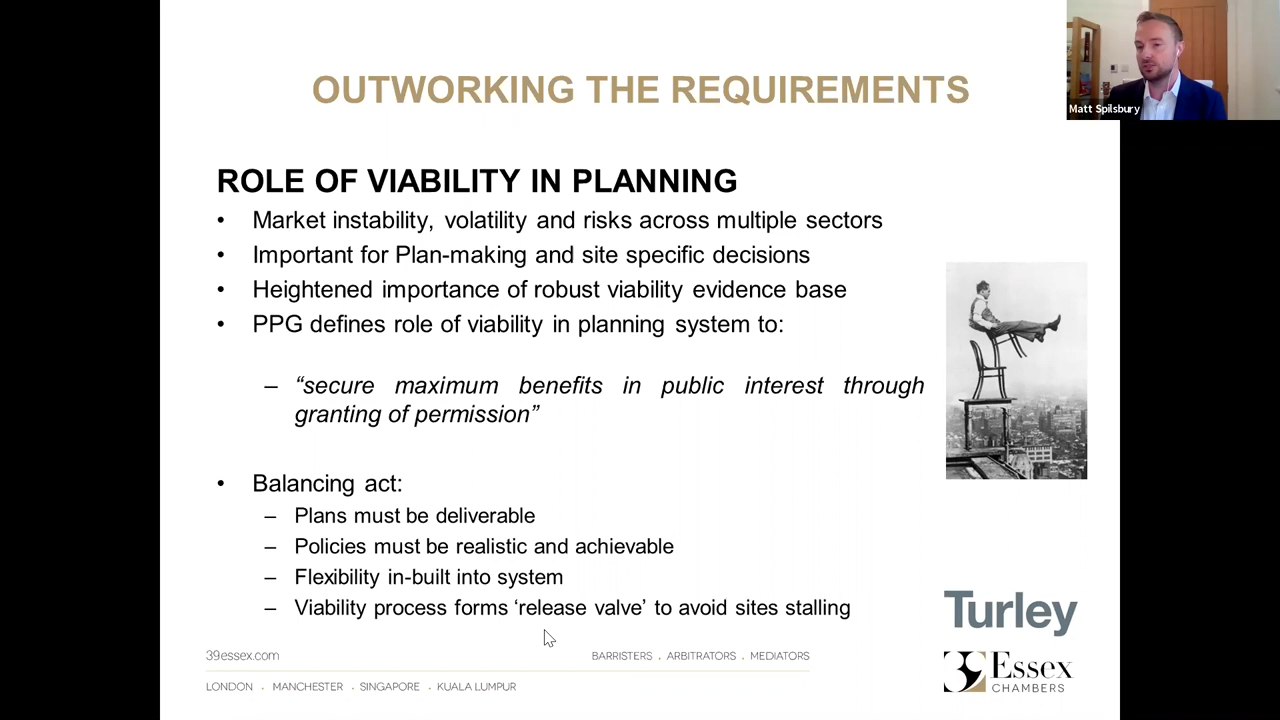 OUTWORKING THE REQUIREMENTS
Matt Spilsbury
ROLE OF VIABILITY IN PLANNING
• Market instability, volatility and risks across multiple sectors
• Important for Plan-making and site specific decisions
• Heightened importance of robust viability evidence base
• PPG defines role of viability in planning system to:
– “secure maximum benefits in public interest through
granting of permission”
• Balancing act:
– Plans must be deliverable
– Policies must be realistic and achievable
– Flexibility in-built into system
– Viability process forms ‘release valve’ to avoid sites stalling
Turley
39essex.com
BARRISTERS . ARBITRATORS . MEDIATORS
LONDON . MANCHESTER . SINGAPORE . KUALA LUMPUR
39 Essex
CHAMBERS